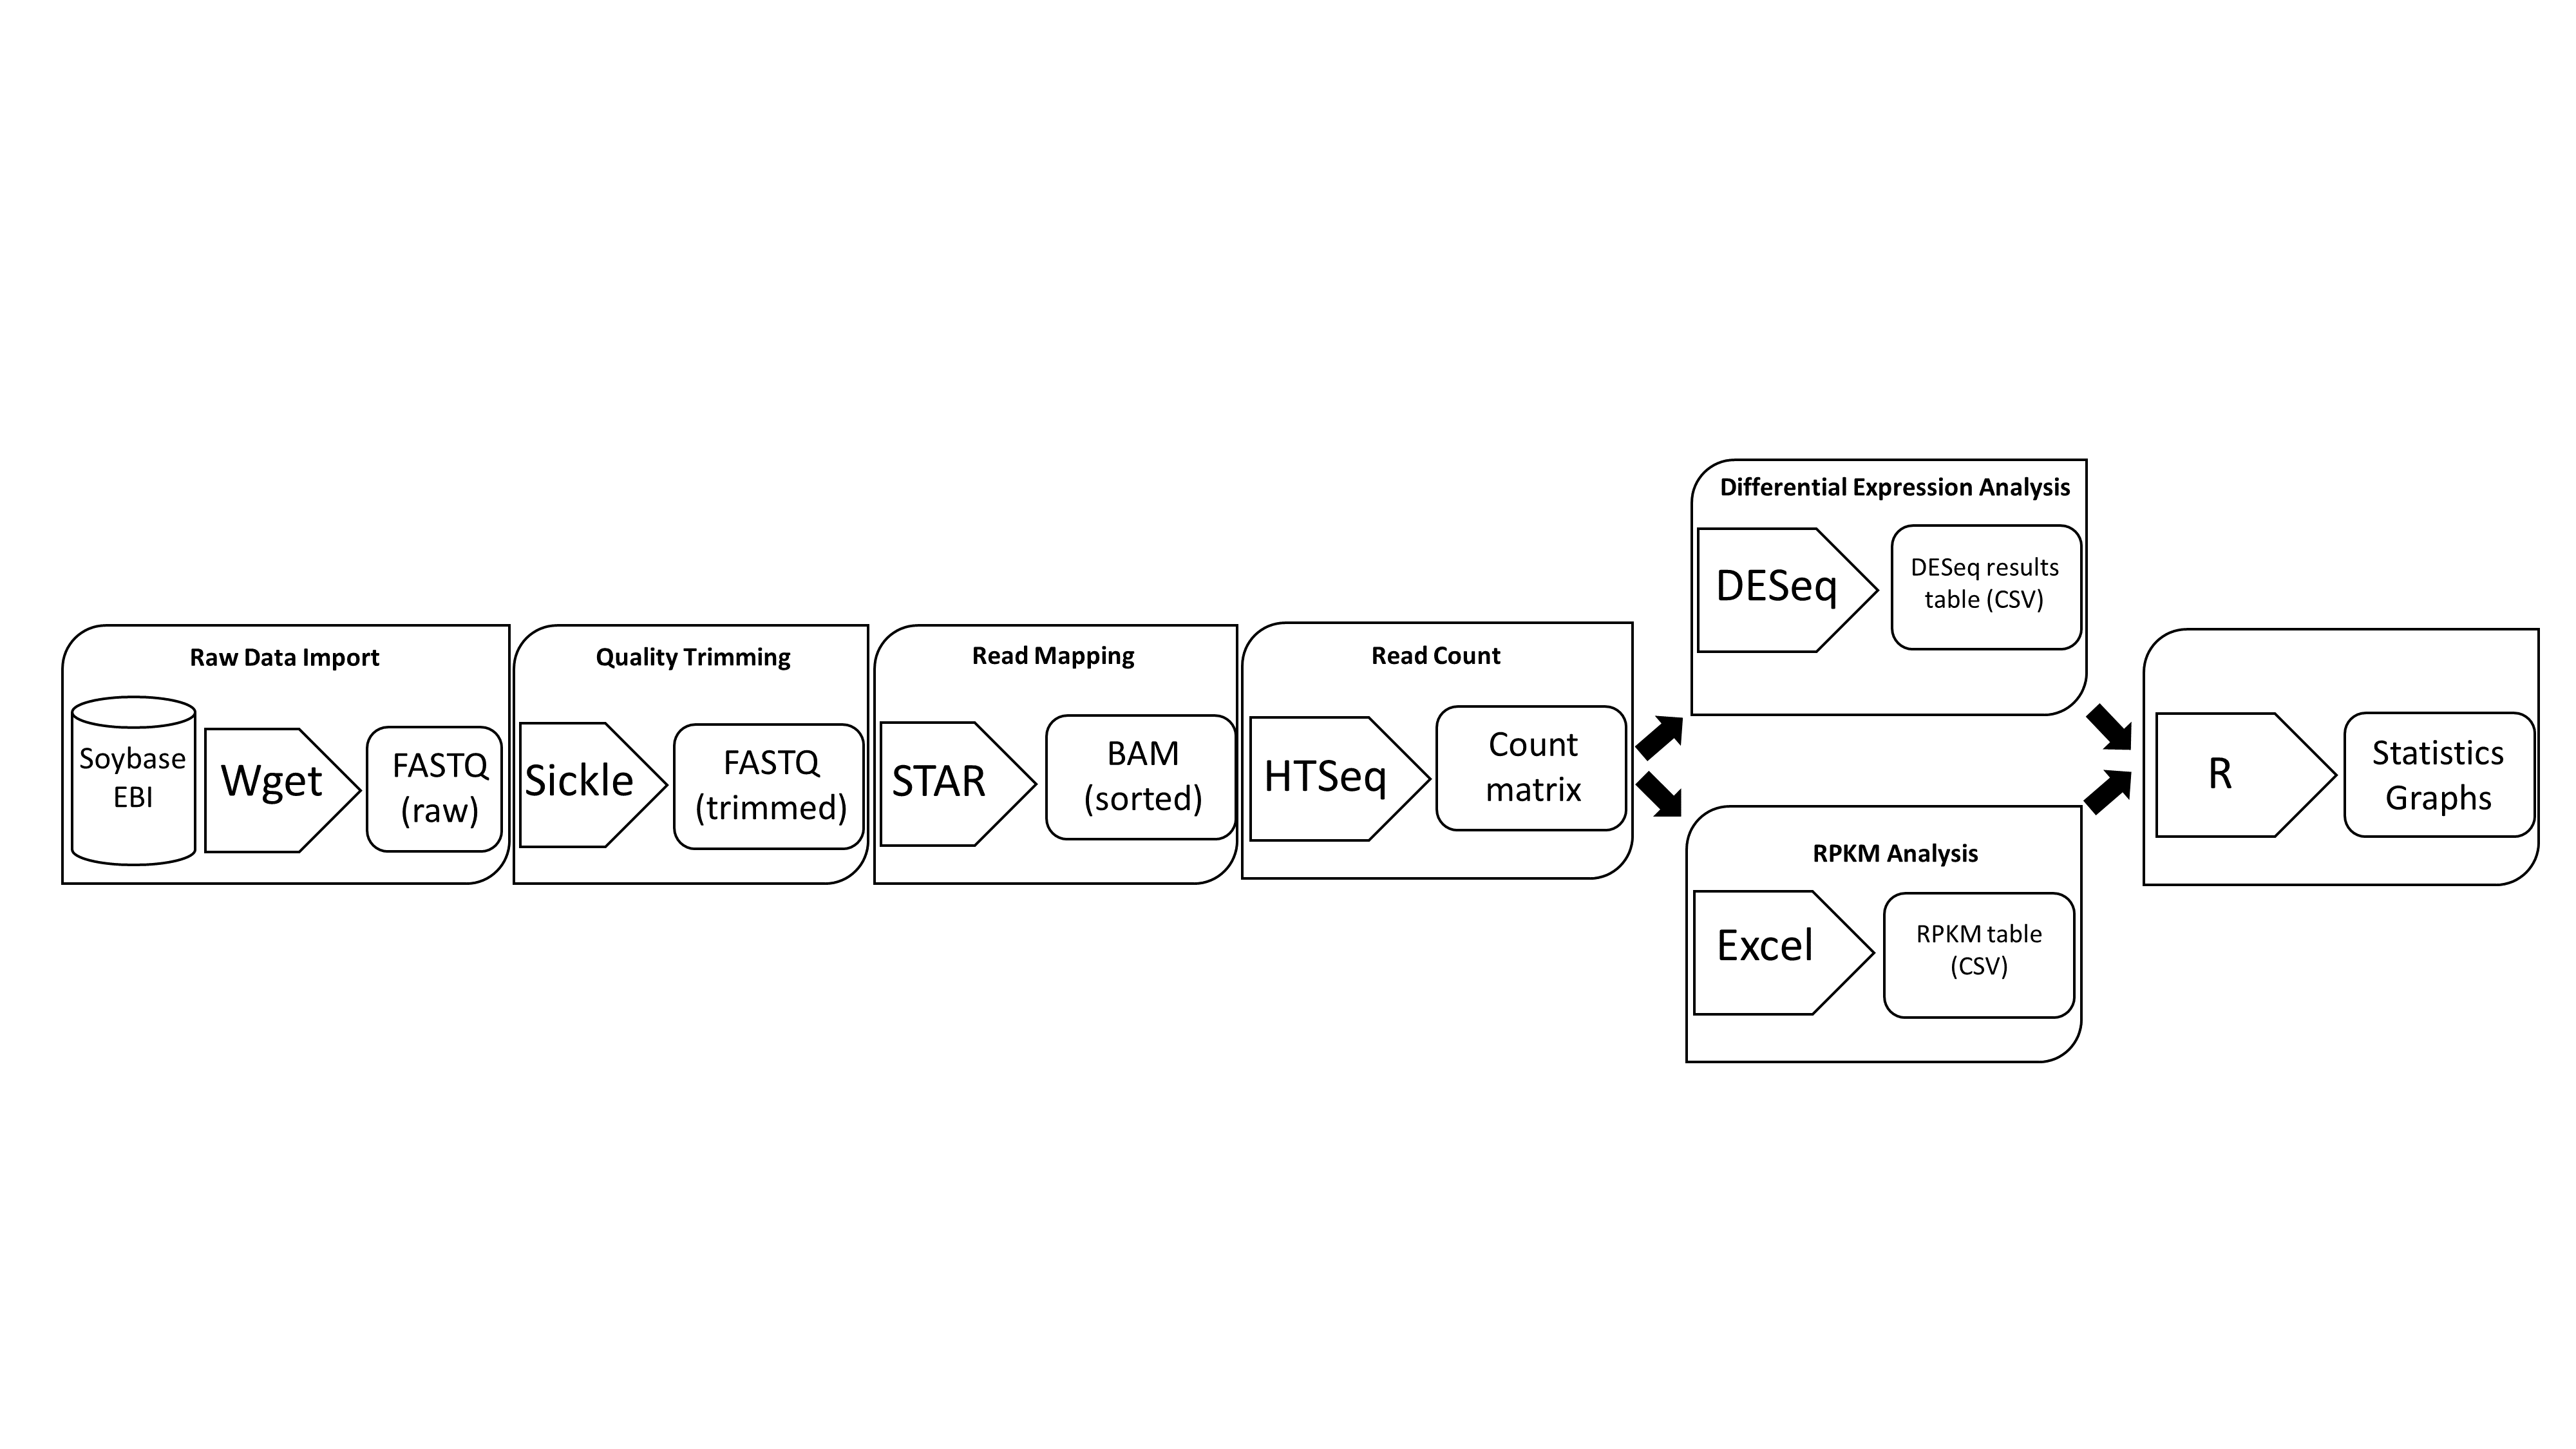 Raw Data Import
Soybase
EBI
Wget
FASTQ
(raw)
Quality Trimming
Sickle
FASTQ
(trimmed)
Read Mapping
STAR
BAM
(sorted)
Read Count
HTSeq
Count
matrix
Differential Expression Analysis
DESeq
DESeq results
table (CSV)
RPKM Analysis
Excel
RPKM table
(CSV)
R
Statistics
Graphs